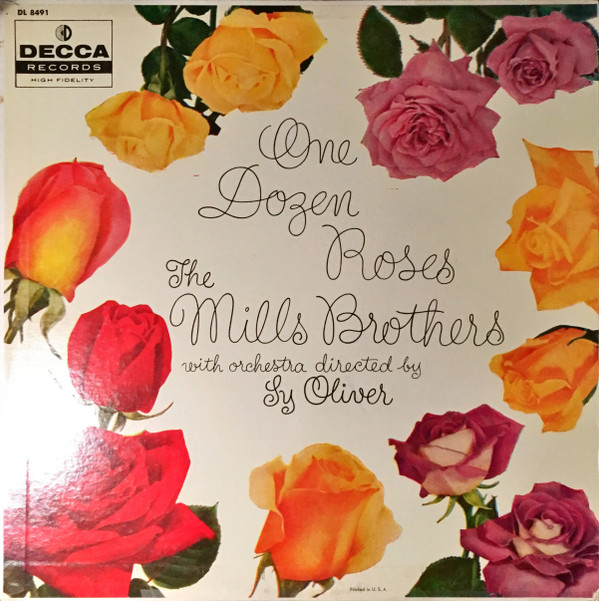 DL 8491
DECCA
RECORDS
HIGH FIDELITY
One
Dozen
Roses
The
Mills Brothers
with orchestra directed by
Sy Oliver
Printed in U. S. A.